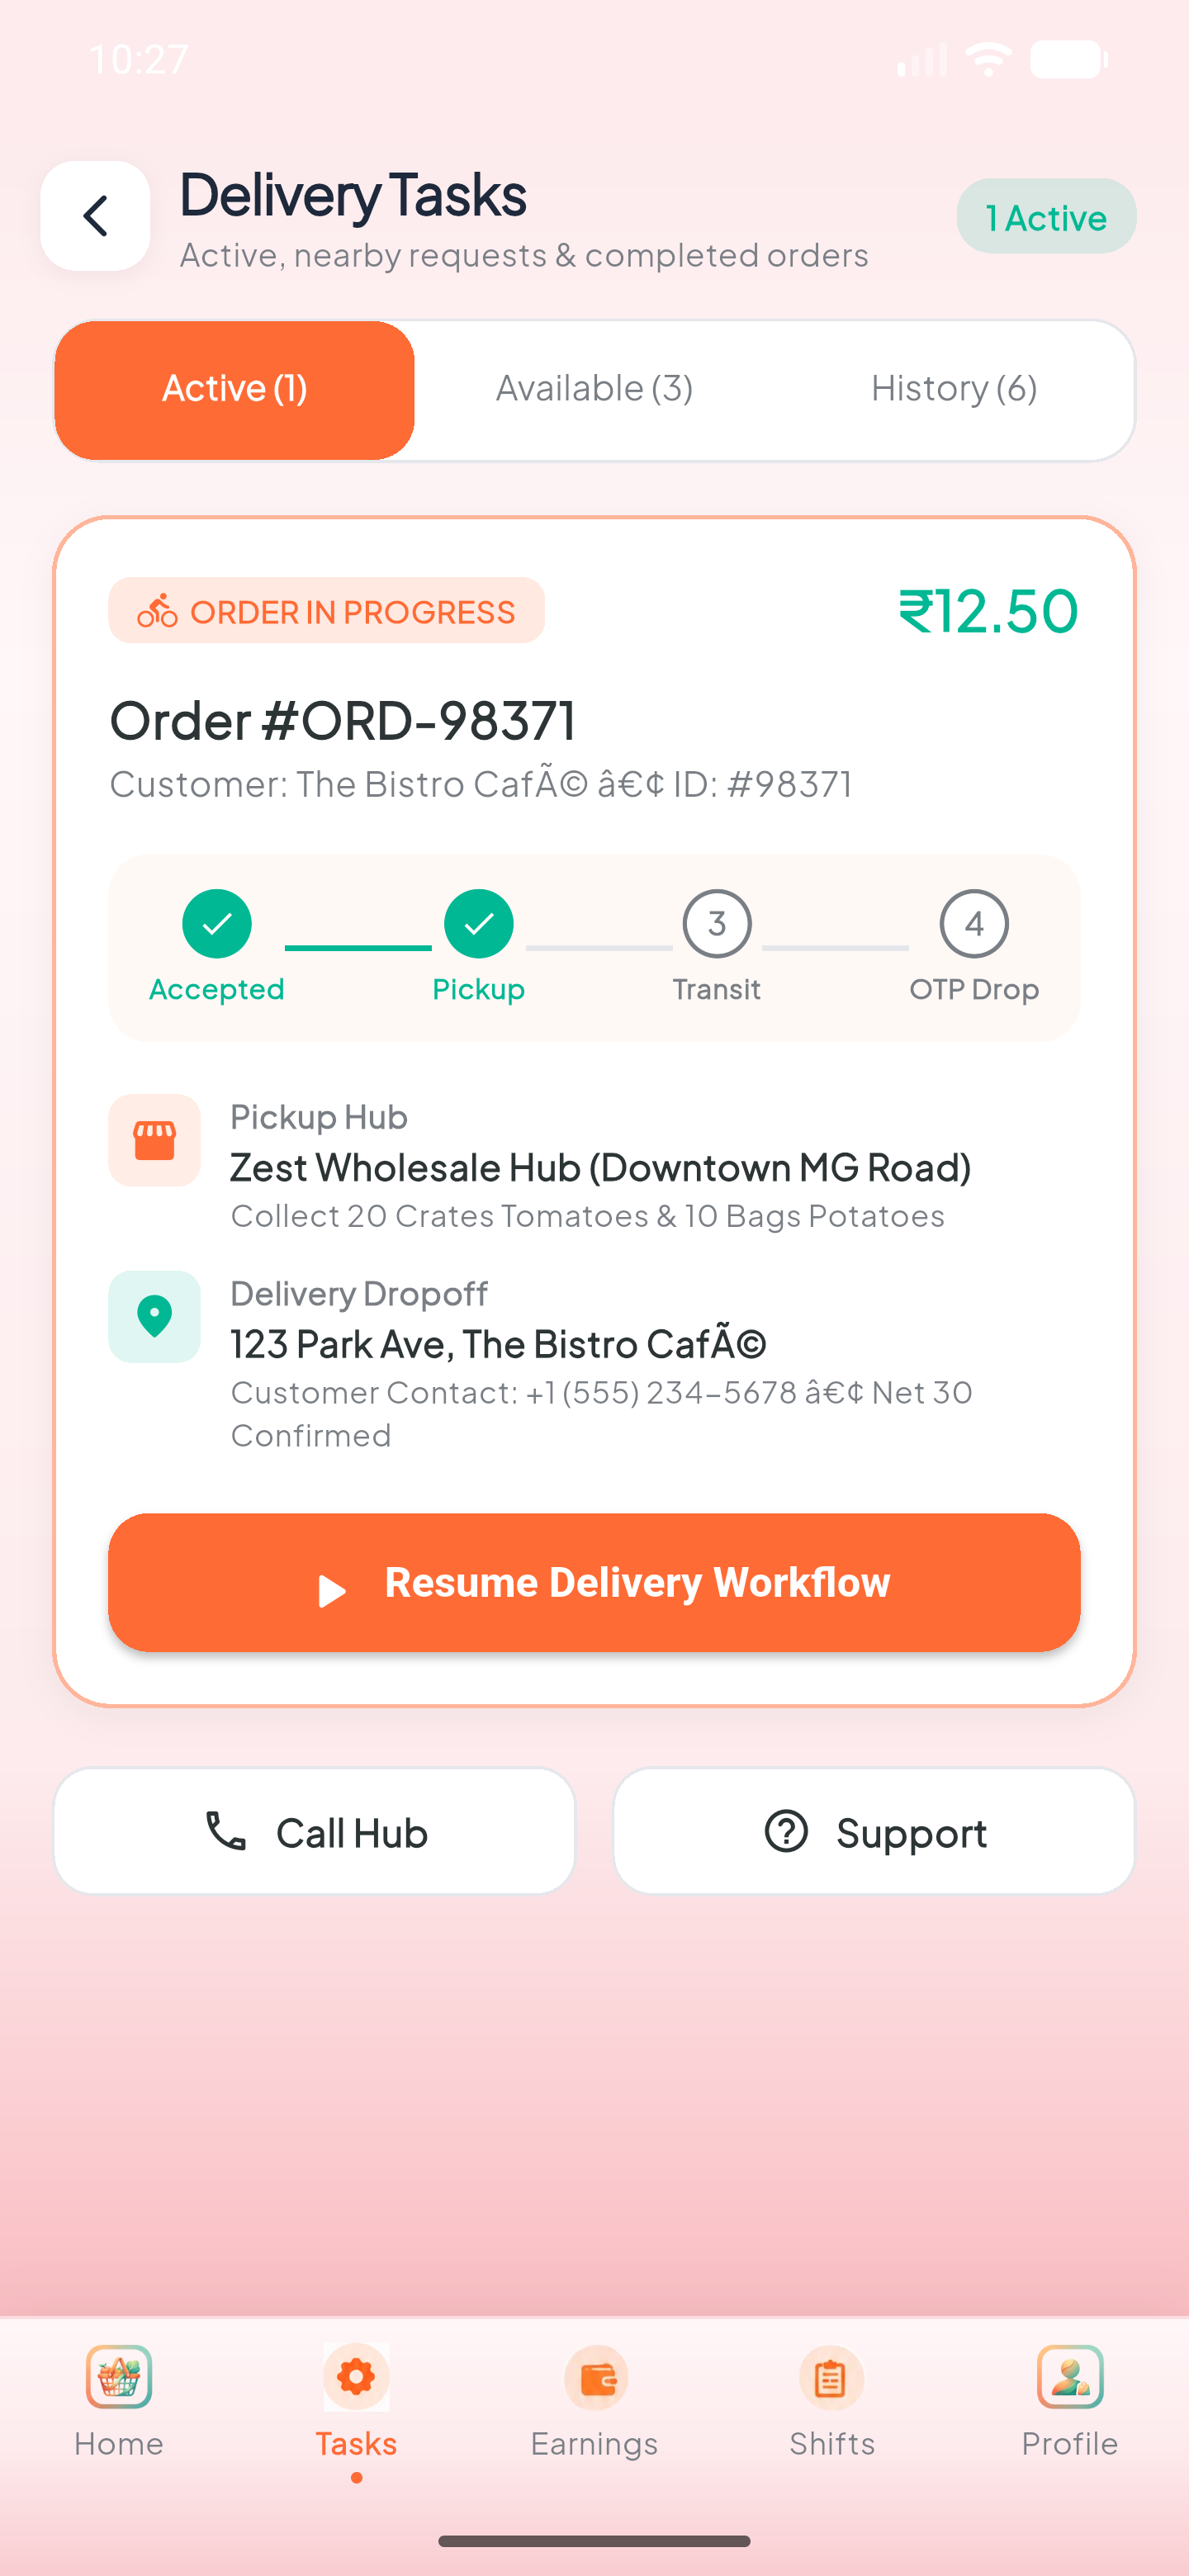 10:27
Delivery Tasks
Active, nearby requests & completed orders
1 Active
Active (1)
Available (3)
History (6)
ORDER IN PROGRESS
₹12.50
Order #ORD-98371
Customer: The Bistro CafÃ© â€¢ ID: #98371
3
4
Accepted
Pickup
Transit
OTP Drop
Pickup Hub
Zest Wholesale Hub (Downtown MG Road)
Collect 20 Crates Tomatoes & 10 Bags Potatoes
Delivery Dropoff
123 Park Ave, The Bistro CafÃ©
Customer Contact: +1 (555) 234-5678 â€¢ Net 30
Confirmed
Resume Delivery Workflow
Call Hub
Support
Home
Tasks
Earnings
Shifts
Profile